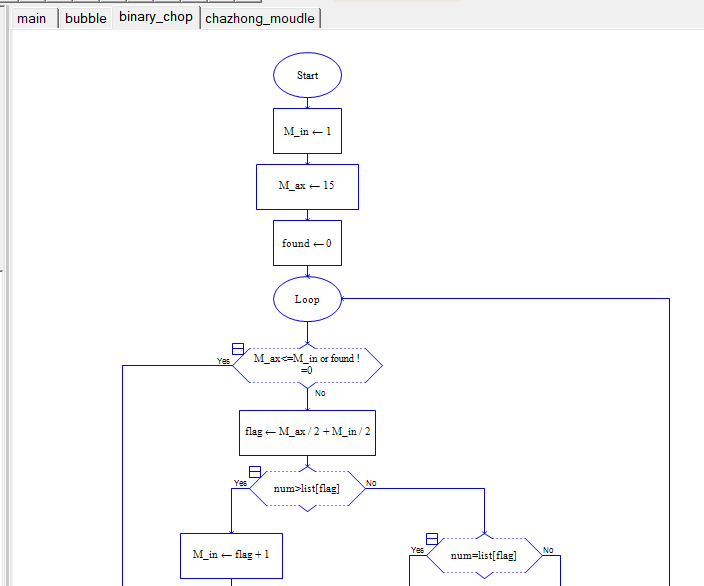 main
bubble
binary_chop
chazhong_moudle
Start
M_in ← 1
M_ax ← 15
found ← 0
Loop
Yes
M_ax<=M_in or found !
=0
No
flag ← M_ax / 2 + M_in / 2
Yes
num>list[flag]
No
M_in ← flag + 1
Yes
num=list[flag]
No